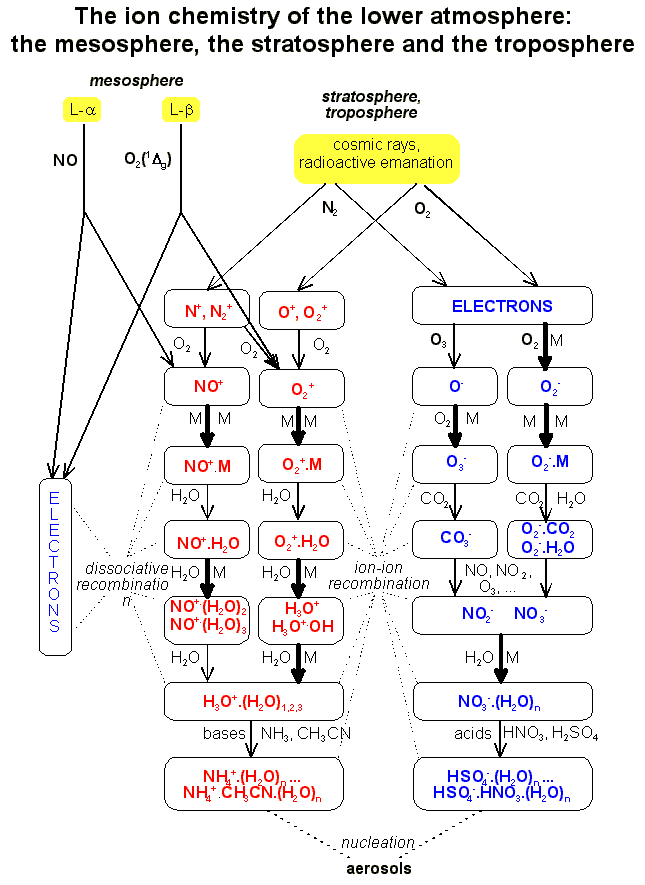 The ion chemistry of the lower atmosphere:
the mesosphere, the stratosphere and the troposphere
mesosphere
stratosphere,
troposphere
L-α
L-β
cosmic rays,
radioactive emanation
NO
O₂(¹Δg)
N₂
O₂
N⁺, N₂⁺
O⁺, O₂⁺
ELECTRONS
O₂
O₂
O₂
O₃
O₂
M
NO⁺
O₂⁺
O⁻
O₂⁻
M
M
M
M
O₂
M
M
M
NO⁺.M
O₂⁺.M
O₃⁻
O₂⁻.M
H₂O
H₂O
CO₂
CO₂
H₂O
ELECTRONS
NO⁺.H₂O
O₂⁺.H₂O
CO₃⁻
O₂⁻.CO₂
O₂⁻.H₂O
dissociative
recombinatio
n
ion-ion
recombination
H₂O
M
H₂O
M
NO, NO₂,
O₃, ...
NO⁺(H₂O)₂
NO⁺(H₂O)₃
H₃O⁺
H₃O⁺OH
NO₂⁻
NO₃⁻
H₂O
H₂O
M
H₂O
M
H₃O⁺.(H₂O)₁,₂,₃
NO₃⁻.(H₂O)n
bases
NH₃, CH₃CN
acids
HNO₃, H₂SO₄
NH₄⁺.(H₂O)n ...
NH₄⁺.CH₃CN.(H₂O)n
HSO₄⁻.(H₂O)n ...
HSO₄⁻.HNO₃.(H₂O)n
nucleation
aerosols